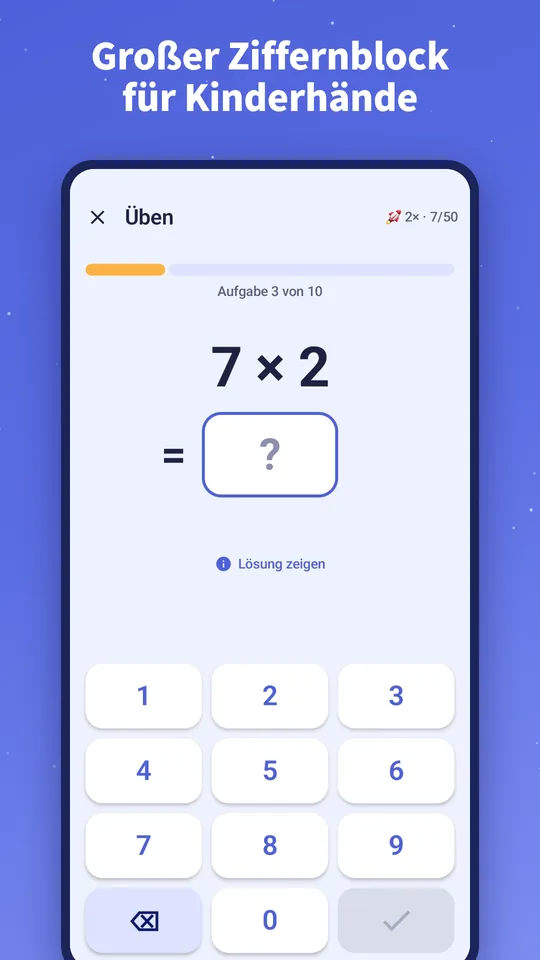 Großer Ziffernblock
für Kinderhände
Üben
🚀 2× · 7/50
Aufgabe 3 von 10
7 × 2
= ?
Lösung zeigen
1 2 3
4 5 6
7 8 9
0